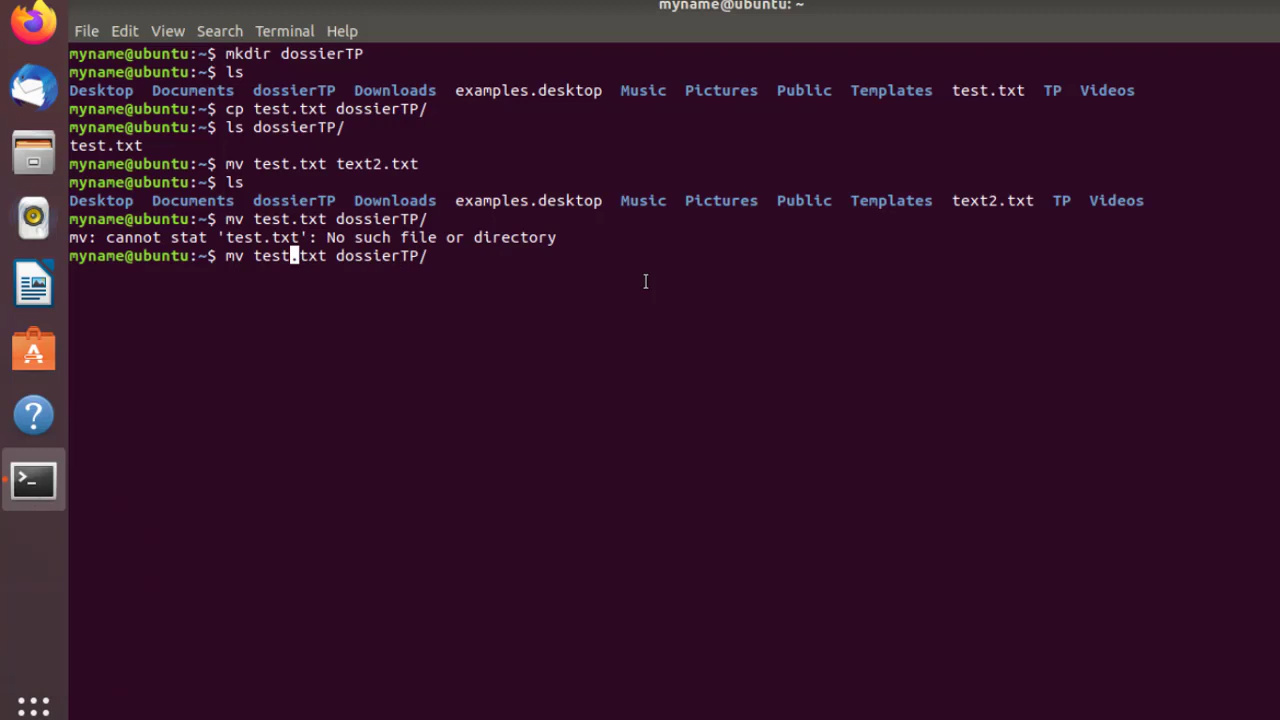 myname@ubuntu: ~
File Edit View Search Terminal Help
myname@ubuntu:~$ mkdir dossierTP
myname@ubuntu:~$ ls
Desktop Documents dossierTP Downloads examples.desktop Music Pictures Public Templates test.txt TP Videos
myname@ubuntu:~$ cp test.txt dossierTP/
myname@ubuntu:~$ ls dossierTP/
test.txt
myname@ubuntu:~$ mv test.txt text2.txt
myname@ubuntu:~$ ls
Desktop Documents dossierTP Downloads examples.desktop Music Pictures Public Templates text2.txt TP Videos
myname@ubuntu:~$ mv test.txt dossierTP/
mv: cannot stat 'test.txt': No such file or directory
myname@ubuntu:~$ mv test.txt dossierTP/